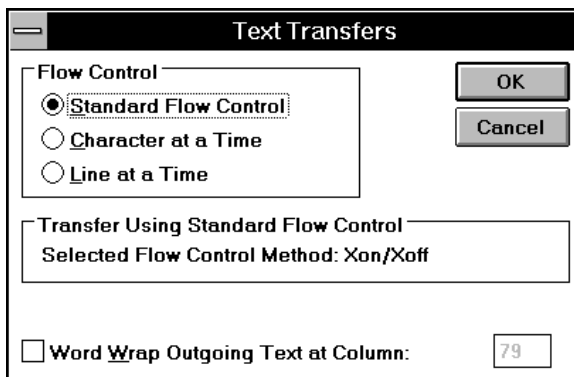 Text Transfers
Flow Control
Standard Flow Control
Character at a Time
Line at a Time
OK
Cancel
Transfer Using Standard Flow Control
Selected Flow Control Method: Xon/Xoff
Word Wrap Outgoing Text at Column: 79